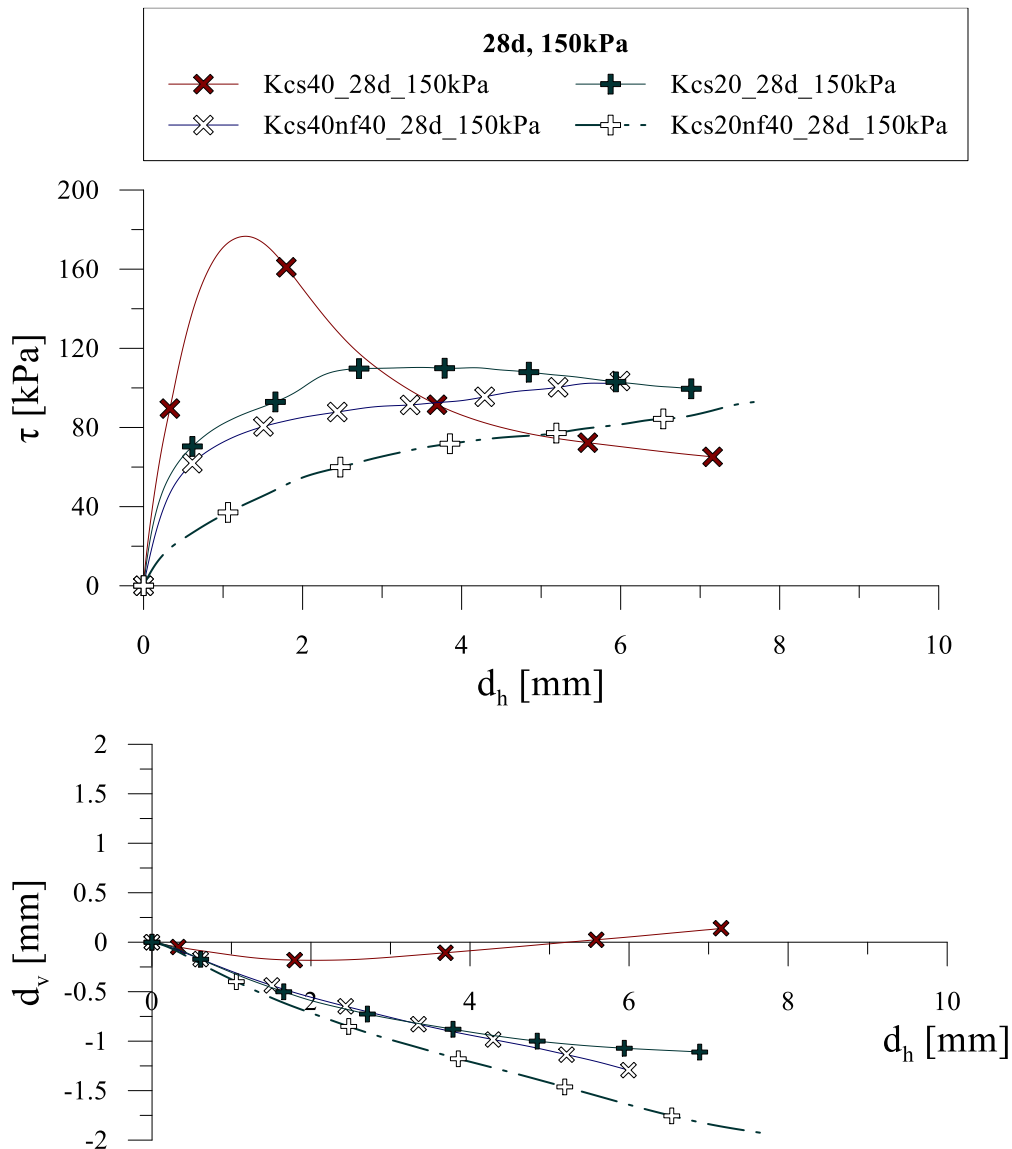 28d, 150kPa
Kcs40_28d_150kPa
Kcs20_28d_150kPa
Kcs40nf40_28d_150kPa
Kcs20nf40_28d_150kPa
200
160
120
80
40
0
τ [kPa]
0 2 4 6 8 10
dh [mm]
2
1.5
1
0.5
0
-0.5
-1
-1.5
-2
dv [mm]
0 2 4 6 8 10
dh [mm]